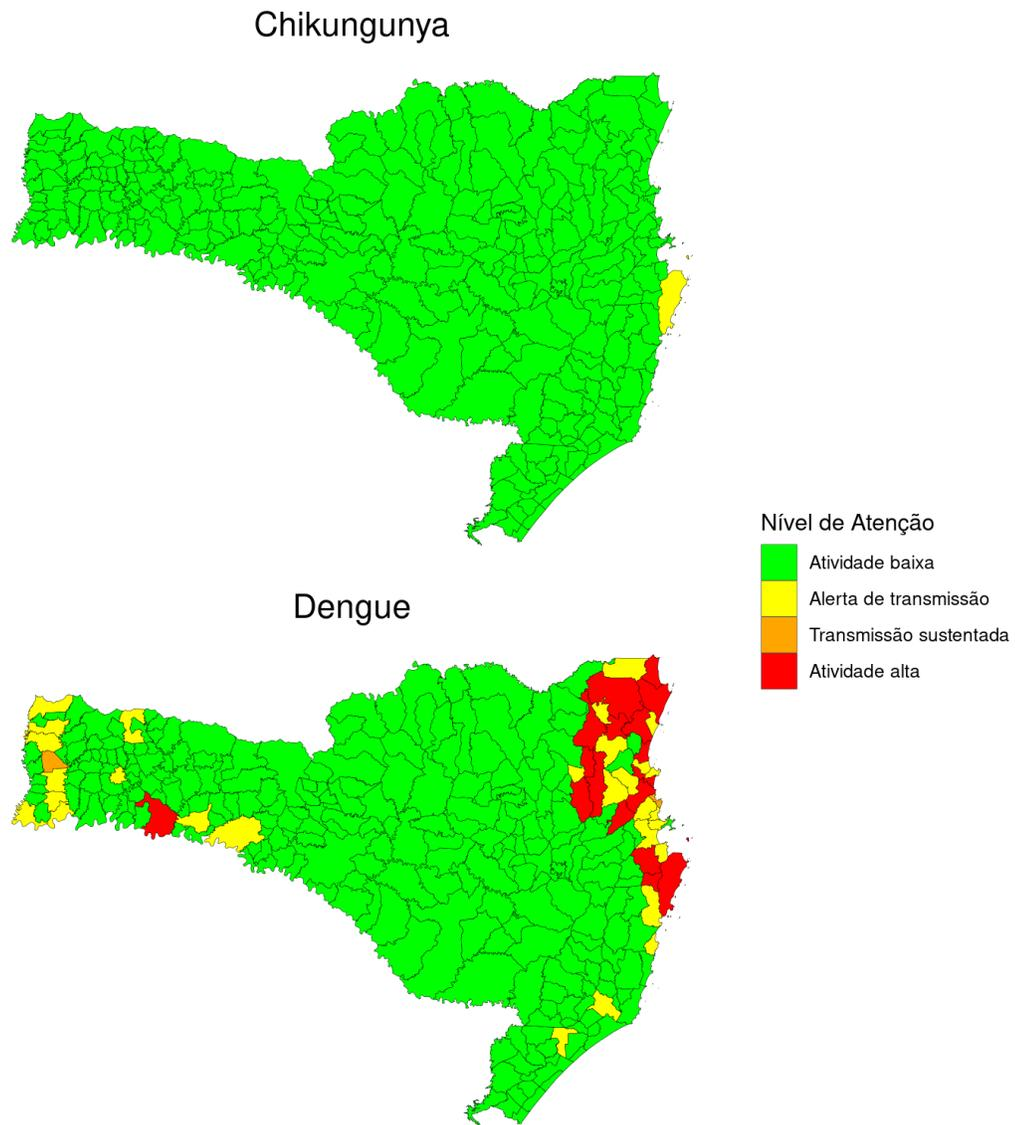 Chikungunya
Nível de Atenção
Atividade baixa
Alerta de transmissão
Transmissão sustentada
Atividade alta
Dengue